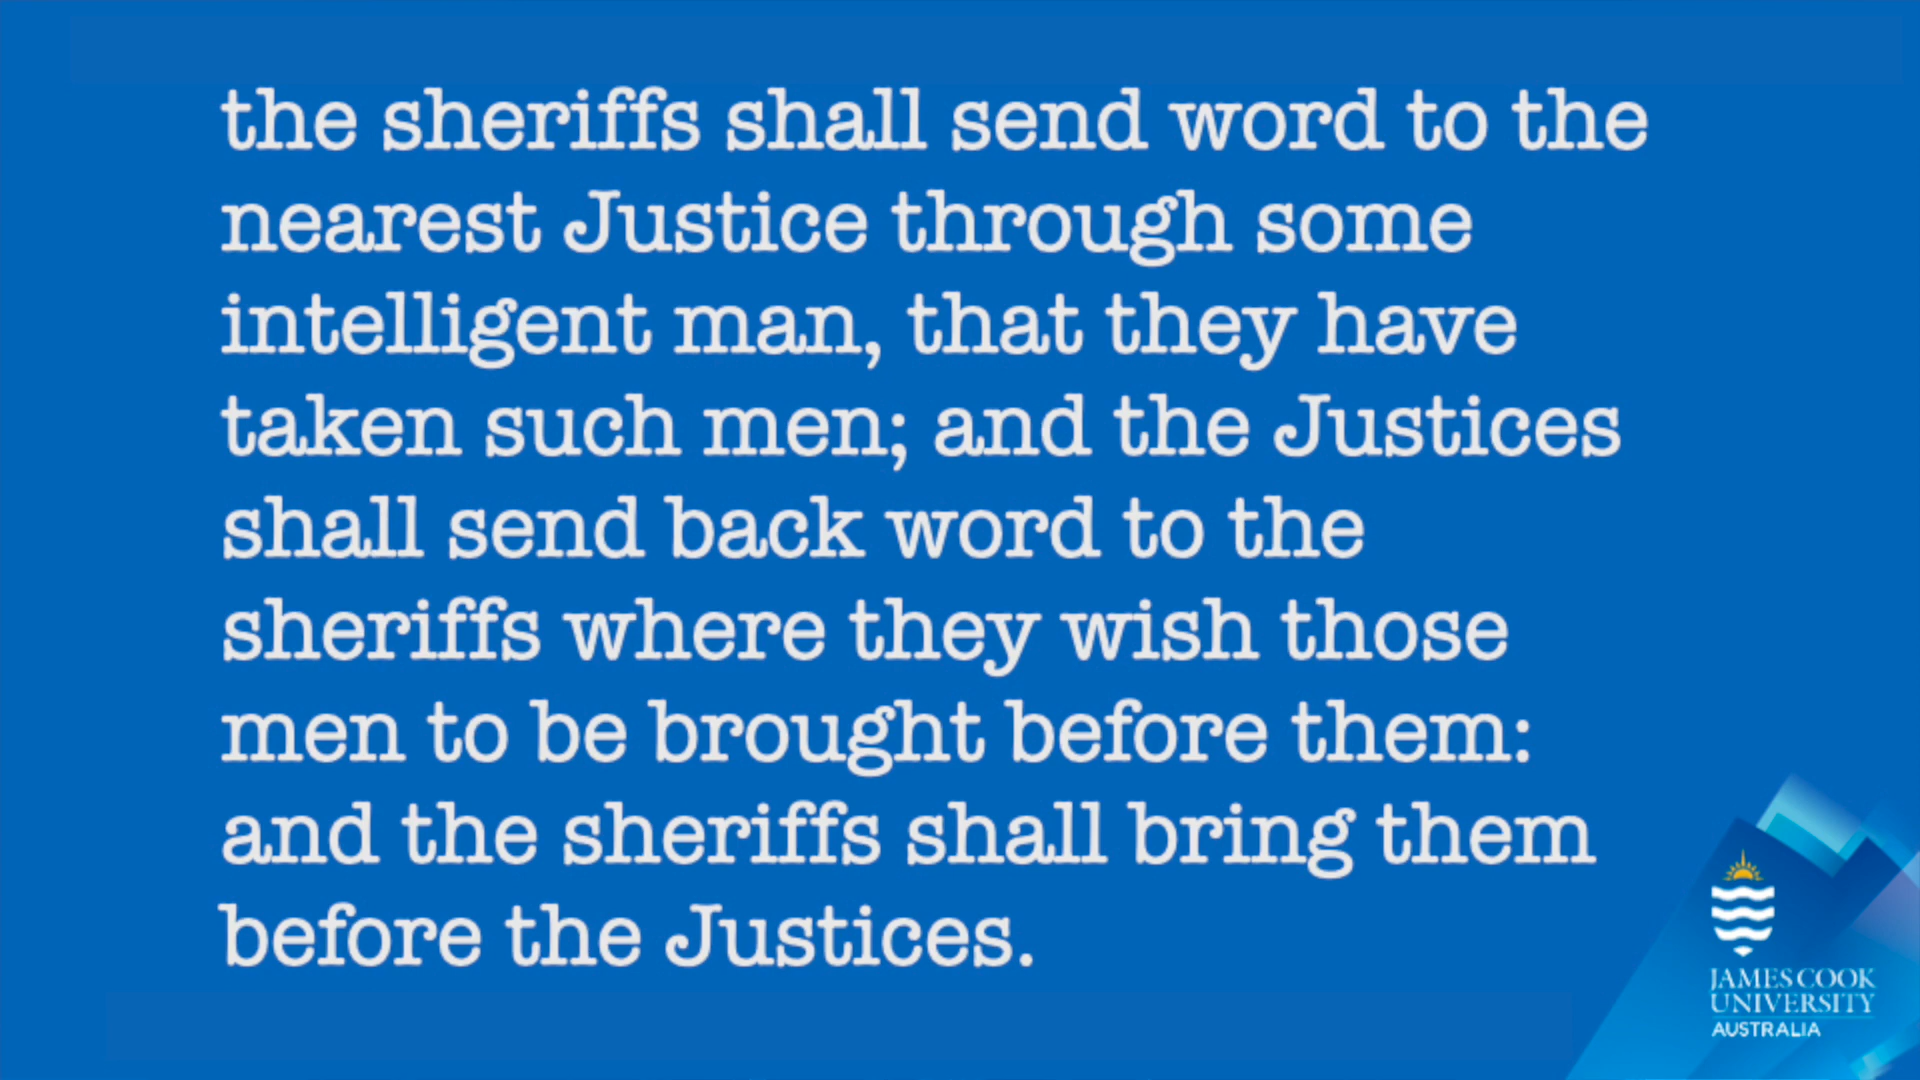 the sheriffs shall send word to the
nearest Justice through some
intelligent man, that they have
taken such men; and the Justices
shall send back word to the
sheriffs where they wish those
men to be brought before them:
and the sheriffs shall bring them
before the Justices.
JAMES COOK
UNIVERSITY
AUSTRALIA